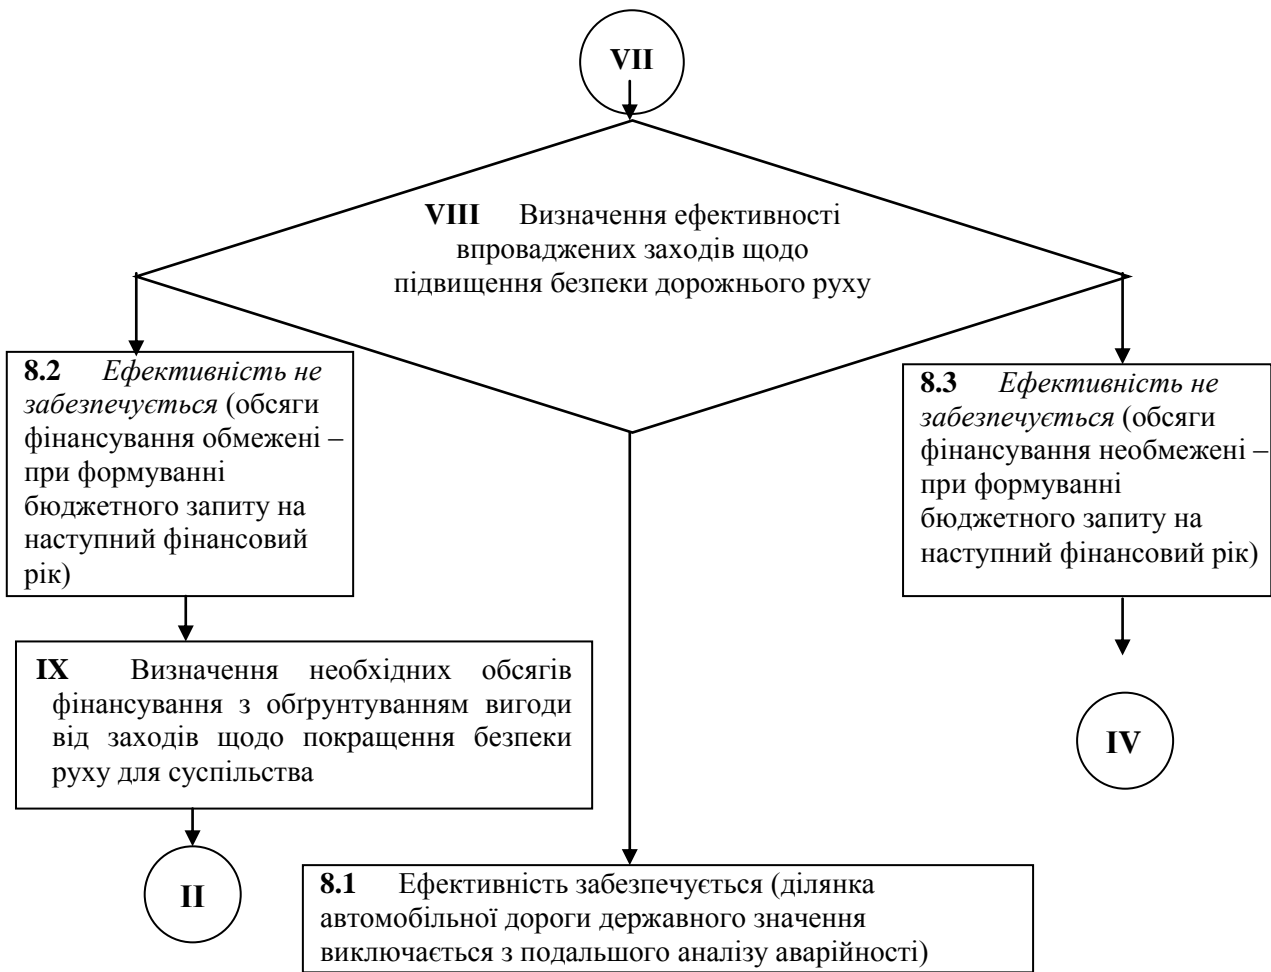 VII
VIII Визначення ефективності
впроваджених заходів щодо
підвищення безпеки дорожнього руху
8.2 Ефективність не
забезпечується (обсяги
фінансування обмежені –
при формуванні
бюджетного запиту на
наступний фінансовий
рік)
8.3 Ефективність не
забезпечується (обсяги
фінансування необмежені –
при формуванні
бюджетного запиту на
наступний фінансовий рік)
IX Визначення необхідних обсягів
фінансування з обґрунтуванням вигоди
від заходів щодо покращення безпеки
руху для суспільства
IV
II
8.1 Ефективність забезпечується (ділянка
автомобільної дороги державного значення
виключається з подальшого аналізу аварійності)